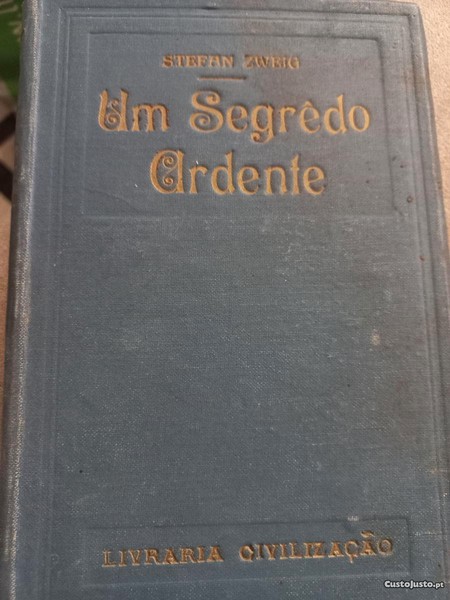 STEFAN ZWEIG
Um Segrêdo
Ardente
LIVRARIA CIVILIZAÇÃO
CustoJusto.pt